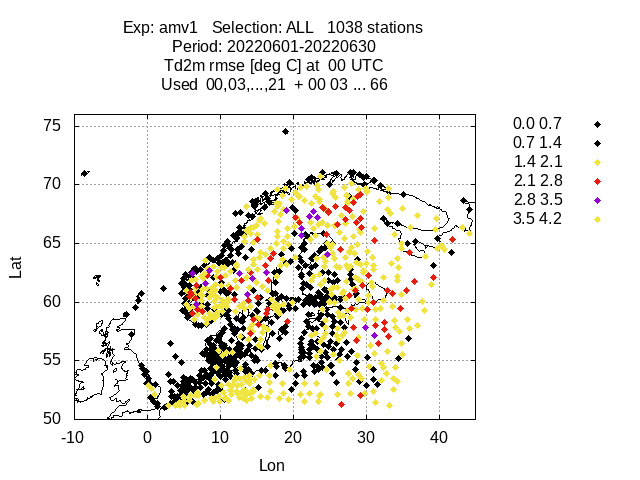 Exp: amv1   Selection: ALL   1038 stations
Period: 20220601-20220630
Td2m rmse [deg C] at  00 UTC
Used  00,03,...,21  + 00 03 ... 66
0.0 0.7
0.7 1.4
1.4 2.1
2.1 2.8
2.8 3.5
3.5 4.2
75
70
65
60
55
50
Lat
-10 0 10 20 30 40
Lon